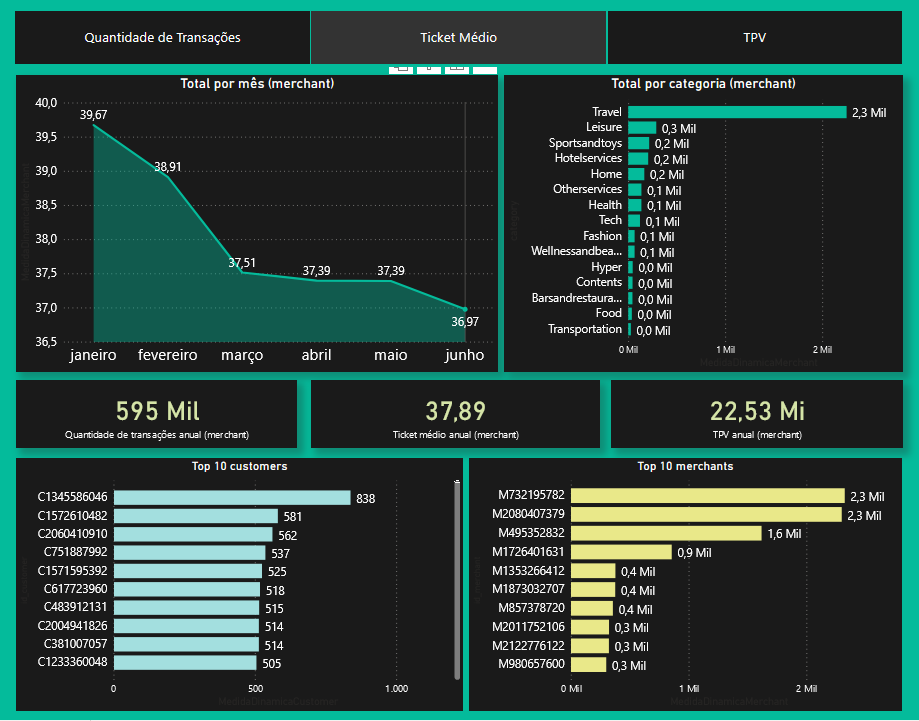 Quantidade de Transações
Ticket Médio
TPV
Total por mês (merchant)
40,0
39,5
39,0
38,5
38,0
37,5
37,0
36,5
39,67
38,91
37,51
37,39
37,39
36,97
janeiro fevereiro março abril maio junho
Total por categoria (merchant)
Travel 2,3 Mil
Leisure 0,3 Mil
Sportsandtoys 0,2 Mil
Hotelservices 0,2 Mil
Home 0,2 Mil
Otherservices 0,1 Mil
Health 0,1 Mil
Tech 0,1 Mil
Fashion 0,1 Mil
Wellnessandbea... 0,1 Mil
Hyper 0,0 Mil
Contents 0,0 Mil
Barsandrestaura... 0,0 Mil
Food 0,0 Mil
Transportation 0,0 Mil
0 Mil 1 Mil 2 Mil
MedidaDinamicaMerchant
595 Mil
Quantidade de transações anual (merchant)
37,89
Ticket médio anual (merchant)
22,53 Mi
TPV anual (merchant)
Top 10 customers
C1345586046 838
C1572610482 581
C2060410910 562
C751887992 537
C1571595392 525
C617723960 518
C483912131 515
C2004941826 514
C381007057 514
C1233360048 505
0 500 1.000
MedidaDinamicaCustomer
Top 10 merchants
M732195782 2,3 Mil
M2080407379 2,3 Mil
M495352832 1,6 Mil
M1726401631 0,9 Mil
M1353266412 0,4 Mil
M1873032707 0,4 Mil
M857378720 0,4 Mil
M2011752106 0,3 Mil
M2122776122 0,3 Mil
M980657600 0,3 Mil
0 Mil 1 Mil 2 Mil
MedidaDinamicaMerchant